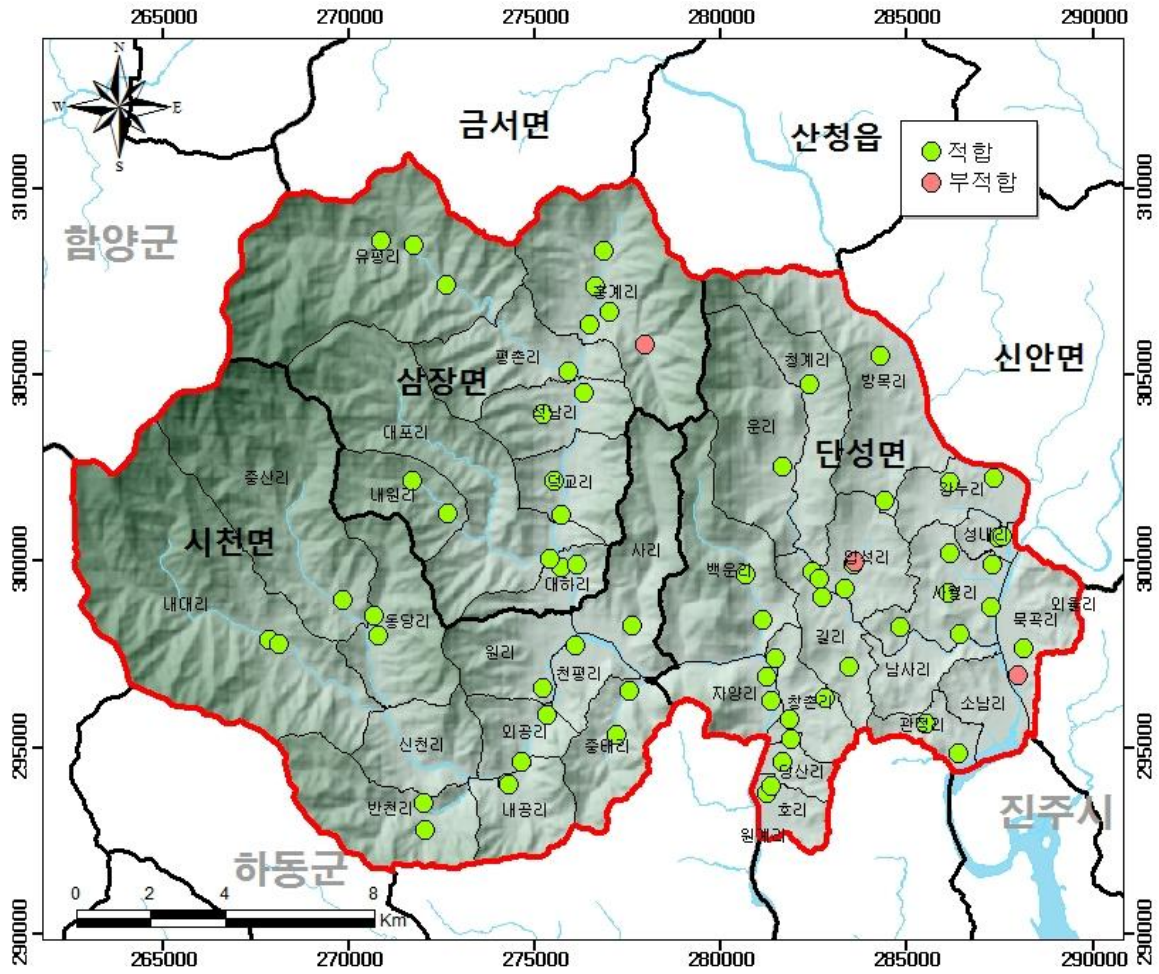 265000 270000 275000 280000 285000 290000
N
W E
S
금서면
산청읍
적합
부적합
310000 310000
함양군
유평리
홍계리
신안면
305000 305000
평촌리
청계리
방목리
삼장면
석남리
대포리
운리
단성면
중산리
내원리
덕교리
강누리
시천면
사리
성내리
300000 300000
입석리
백운리
대하리
사월리
내대리
동당리
묵곡리
외율리
원리
천평리
길리
남사리
자양리
창촌리
소남리
외공리
관정리
신천리
중태리
295000 295000
당산리
반천리
내공리
호리
원계리
진주시
하동군
0 2 4 8
Km
290000 290000
265000 270000 275000 280000 285000 290000